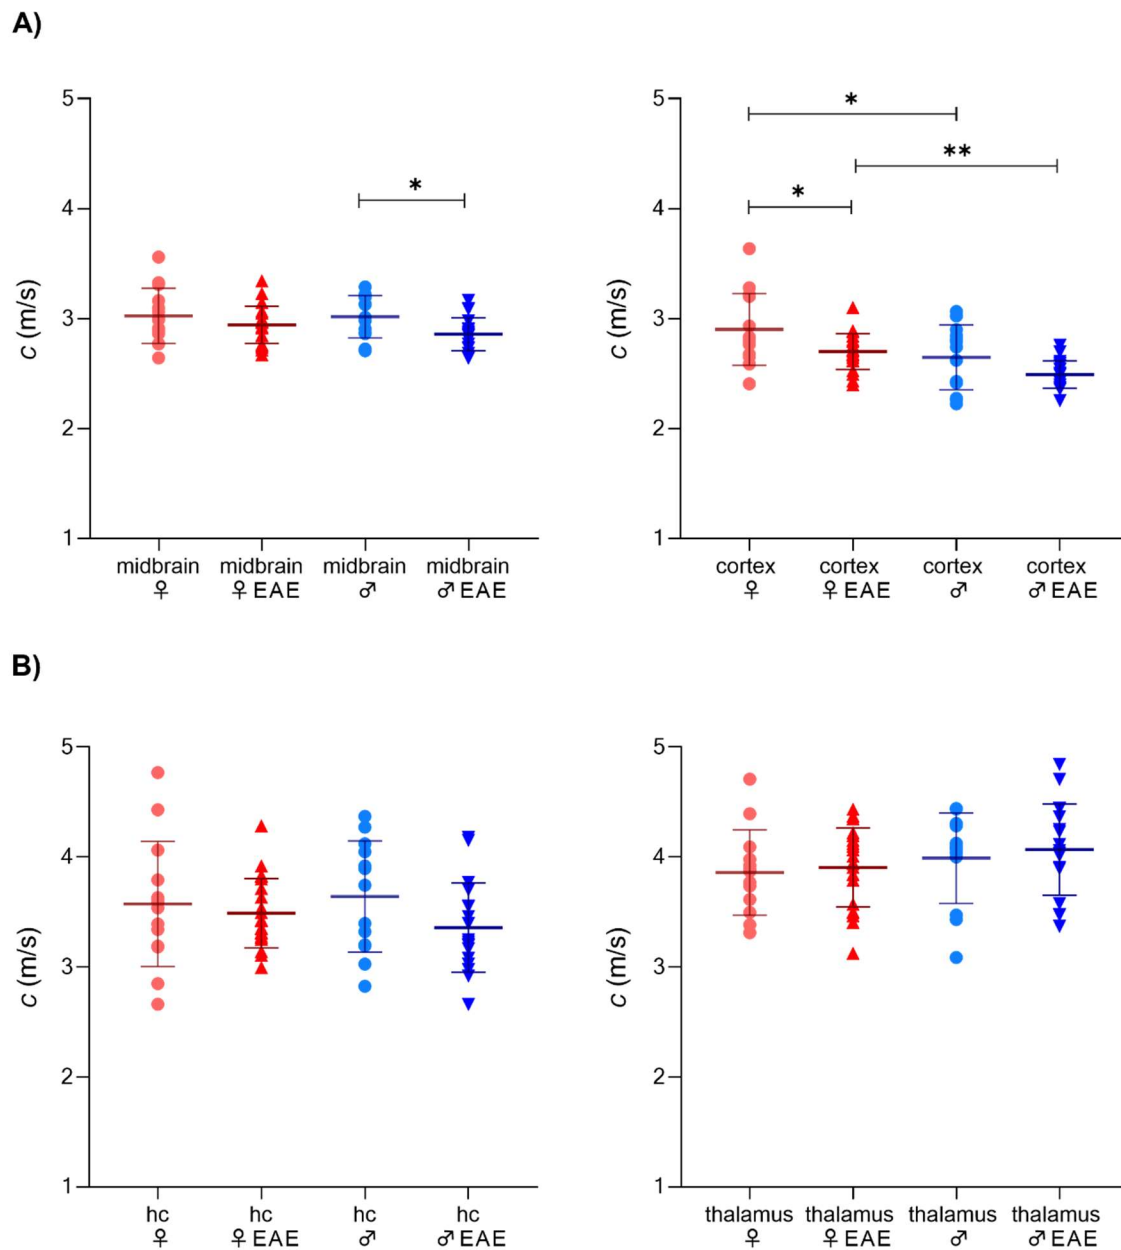 A)
5
4
3
2
1
c (m/s)
*
midbrain midbrain midbrain midbrain
♀ ♀ EAE ♂ ♂ EAE
5
4
3
2
1
c (m/s)
*
**
*
cortex cortex cortex cortex
♀ ♀ EAE ♂ ♂ EAE
B)
5
4
3
2
1
c (m/s)
hc hc hc hc
♀ ♀ EAE ♂ ♂ EAE
5
4
3
2
1
c (m/s)
thalamus thalamus thalamus thalamus
♀ ♀ EAE ♂ ♂ EAE